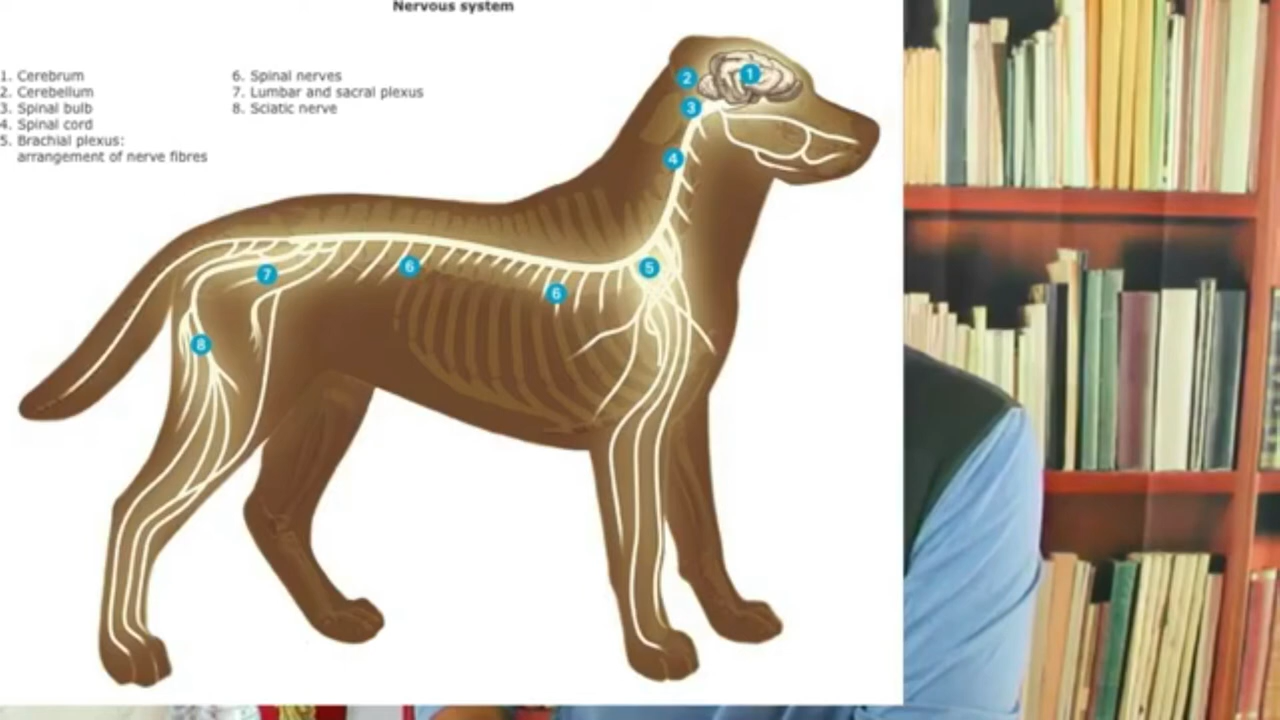 Nervous system
1. Cerebrum
2. Cerebellum
3. Spinal bulb
4. Spinal cord
5. Brachial plexus:
arrangement of nerve fibres
6. Spinal nerves
7. Lumbar and sacral plexus
8. Sciatic nerve
1
2
3
4
5
6
6
7
8